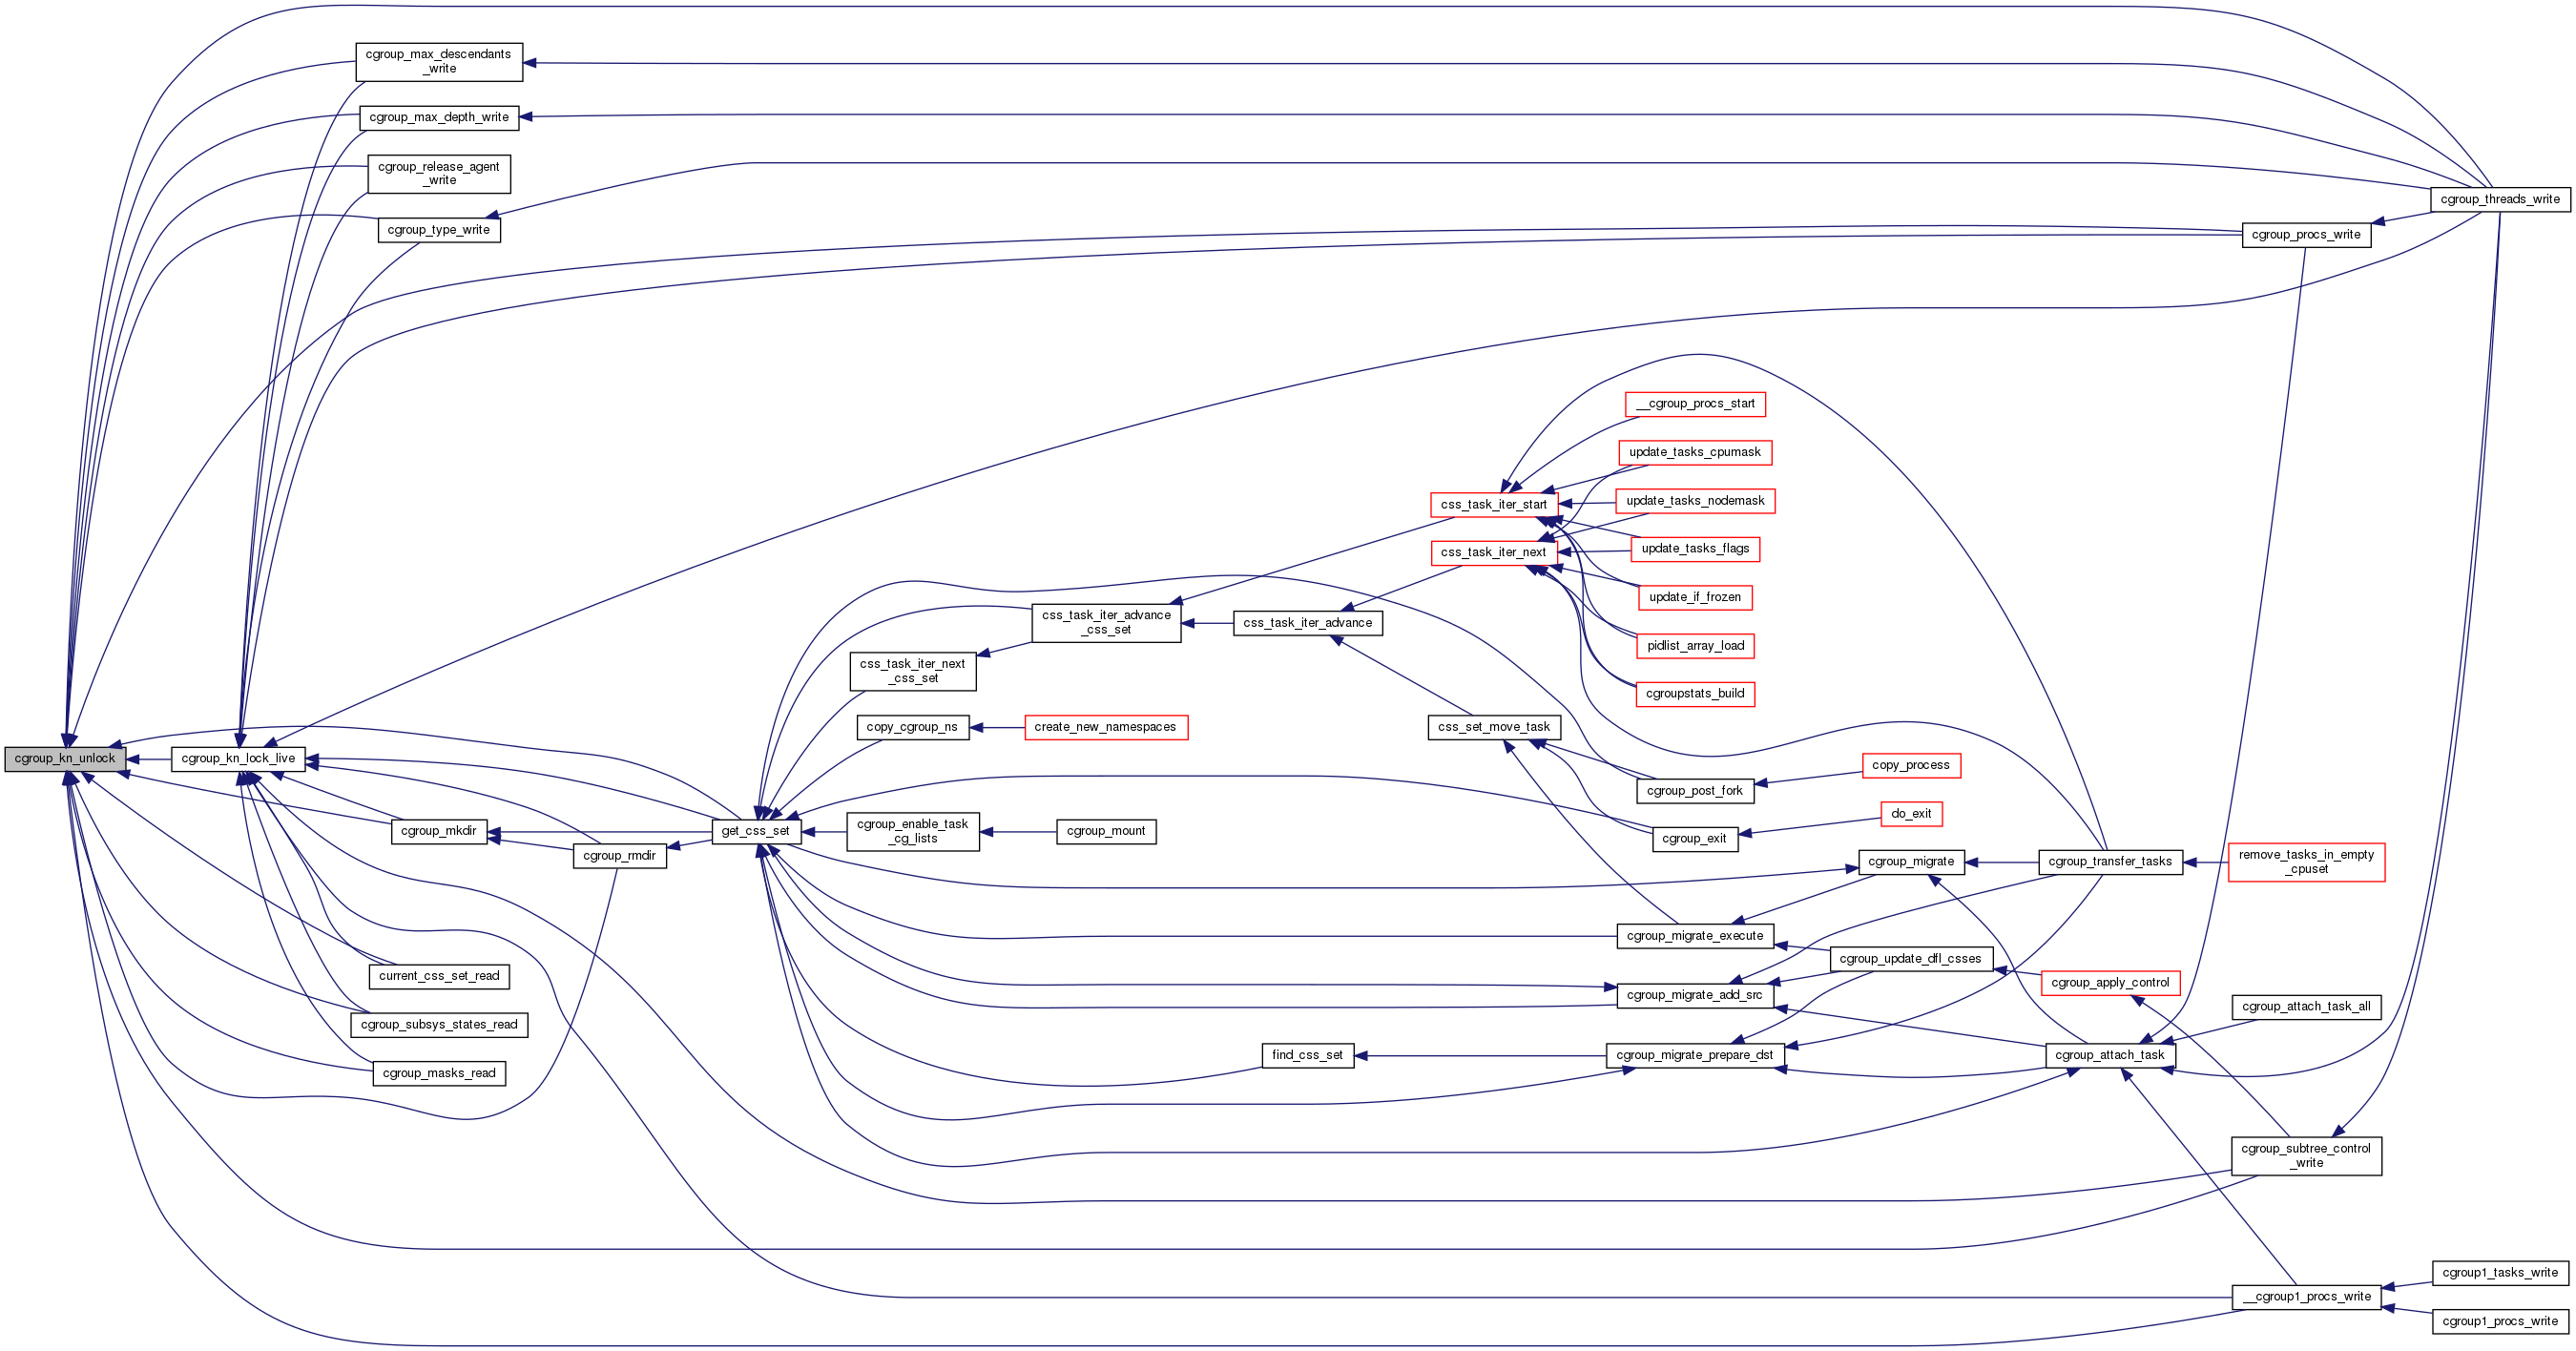 cgroup_max_descendants
_write
cgroup_max_depth_write
cgroup_release_agent
_write
cgroup_type_write
cgroup_threads_write
cgroup_procs_write
__cgroup_procs_start
update_tasks_cpumask
css_task_iter_start
update_tasks_nodemask
css_task_iter_next
update_tasks_flags
update_if_frozen
css_task_iter_advance
_css_set
css_task_iter_advance
pidlist_array_load
css_task_iter_next
_css_set
cgroupstats_build
copy_cgroup_ns
create_new_namespaces
css_set_move_task
cgroup_kn_unlock
cgroup_kn_lock_live
copy_process
cgroup_post_fork
do_exit
cgroup_mkdir
get_css_set
cgroup_enable_task
_cg_lists
cgroup_mount
cgroup_exit
cgroup_rmdir
cgroup_migrate
cgroup_transfer_tasks
remove_tasks_in_empty
_cpuset
cgroup_migrate_execute
cgroup_update_dfl_csses
current_css_set_read
cgroup_apply_control
cgroup_migrate_add_src
cgroup_attach_task_all
cgroup_subsys_states_read
find_css_set
cgroup_migrate_prepare_dst
cgroup_attach_task
cgroup_masks_read
cgroup_subtree_control
_write
cgroup1_tasks_write
__cgroup1_procs_write
cgroup1_procs_write